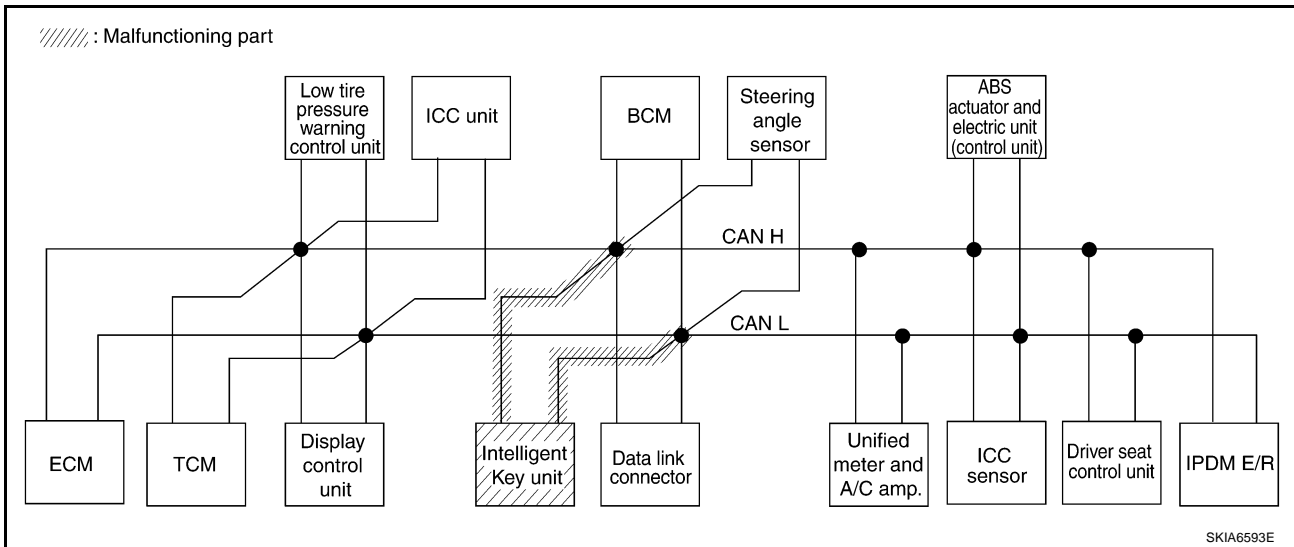 : Malfunctioning part
Low tire
pressure
warning
control unit
ICC unit
BCM
Steering
angle
sensor
ABS
actuator and
electric unit
(control unit)
CAN H
CAN L
ECM
TCM
Display
control
unit
Intelligent
Key unit
Data link
connector
Unified
meter and
A/C amp.
ICC
sensor
Driver seat
control unit
IPDM E/R
SKIA6593E